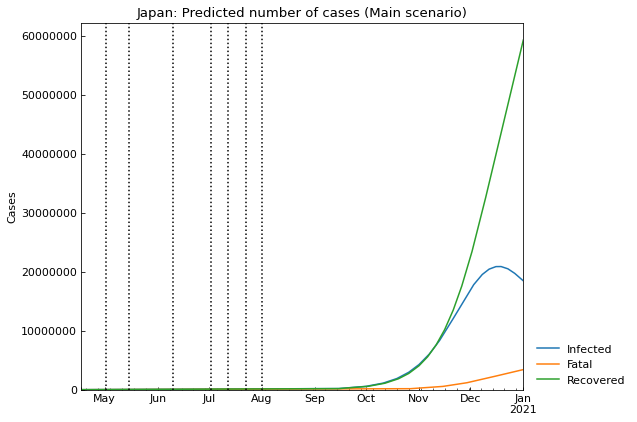 Japan: Predicted number of cases (Main scenario)
60000000
50000000
40000000
30000000
20000000
10000000
0
Cases
May Jun Jul Aug Sep Oct Nov Dec Jan
2021
Infected
Fatal
Recovered